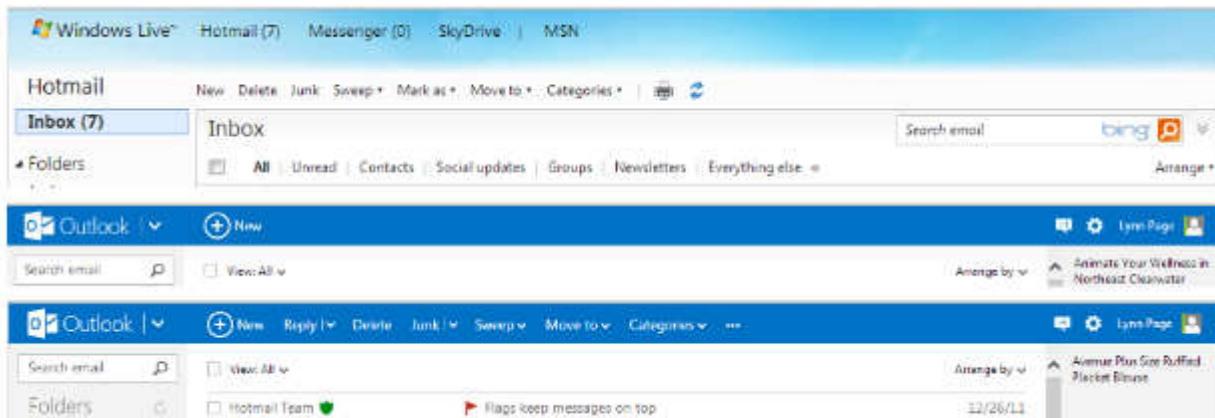 Windows Live™ Hotmail (7) Messenger (0) SkyDrive | MSN
Hotmail New Delete Junk Sweep Mark as Move to Categories
Inbox (7) Inbox Search email bing
Folders All Unread Contacts Social updates Groups Newsletters Everything else Arrange
Outlook New Lynn Page
Search email View: All Arrange by Animate Your Wellness in
Northeast Clearwater
Outlook New Reply Delete Junk Sweep Move to Categories ••• Lynn Page
Search email View: All Arrange by Avenue Plus Size Ruffled
Placket Blouse
Folders Hotmail Team Flags keep messages on top 12/26/11